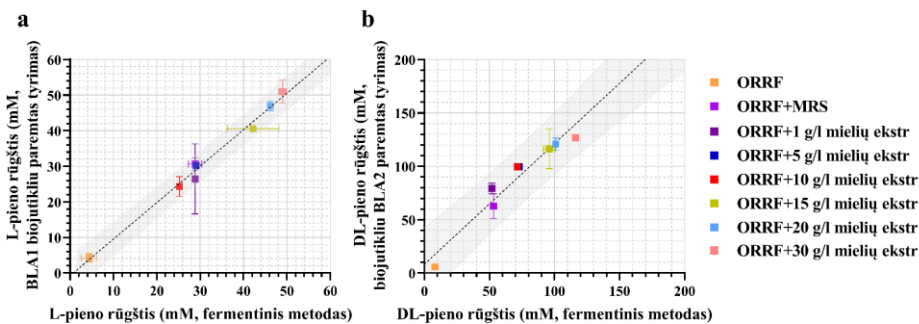 a
b
L-pieno rūgštis (mM,
BLA1 biojutikliu paremtas tyrimas)
60
50
40
30
20
10
0
0 10 20 30 40 50 60
L-pieno rūgštis (mM, fermentinis metodas)
DL-pieno rūgštis (mM,
biojutikliu BLA2 paremtas tyrimas)
200
150
100
50
0
50 100 150 200
DL-pieno rūgštis (mM, fermentinis metodas)
ORRF
ORRF+MRS
ORRF+1 g/l mielių ekstr
ORRF+5 g/l mielių ekstr
ORRF+10 g/l mielių ekstr
ORRF+15 g/l mielių ekstr
ORRF+20 g/l mielių ekstr
ORRF+30 g/l mielių ekstr